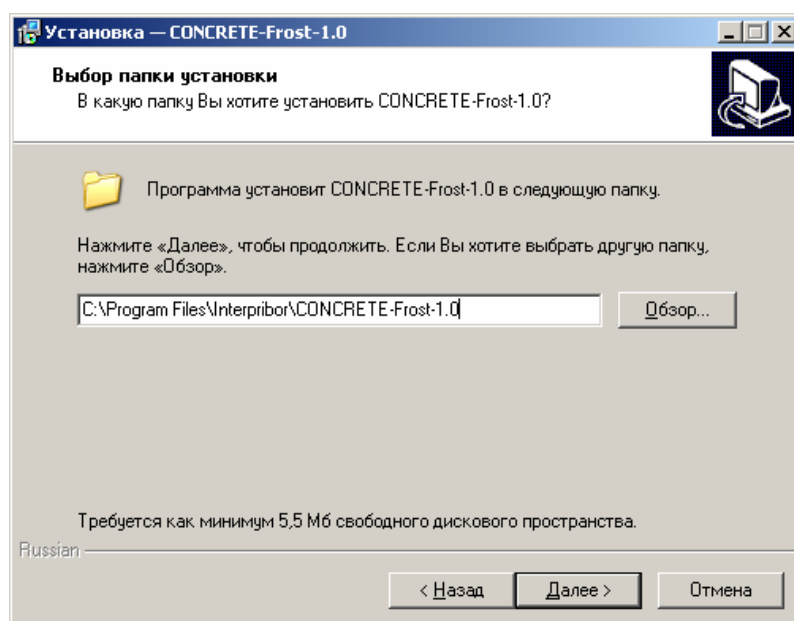 Установка — CONCRETE-Frost-1.0
Выбор папки установки
В какую папку Вы хотите установить CONCRETE-Frost-1.0?
Программа установит CONCRETE-Frost-1.0 в следующую папку.
Нажмите «Далее», чтобы продолжить. Если Вы хотите выбрать другую папку,
нажмите «Обзор».
C:\Program Files\Interpribor\CONCRETE-Frost-1.0
Обзор...
Требуется как минимум 5,5 Мб свободного дискового пространства.
Russian
< Назад
Далее >
Отмена